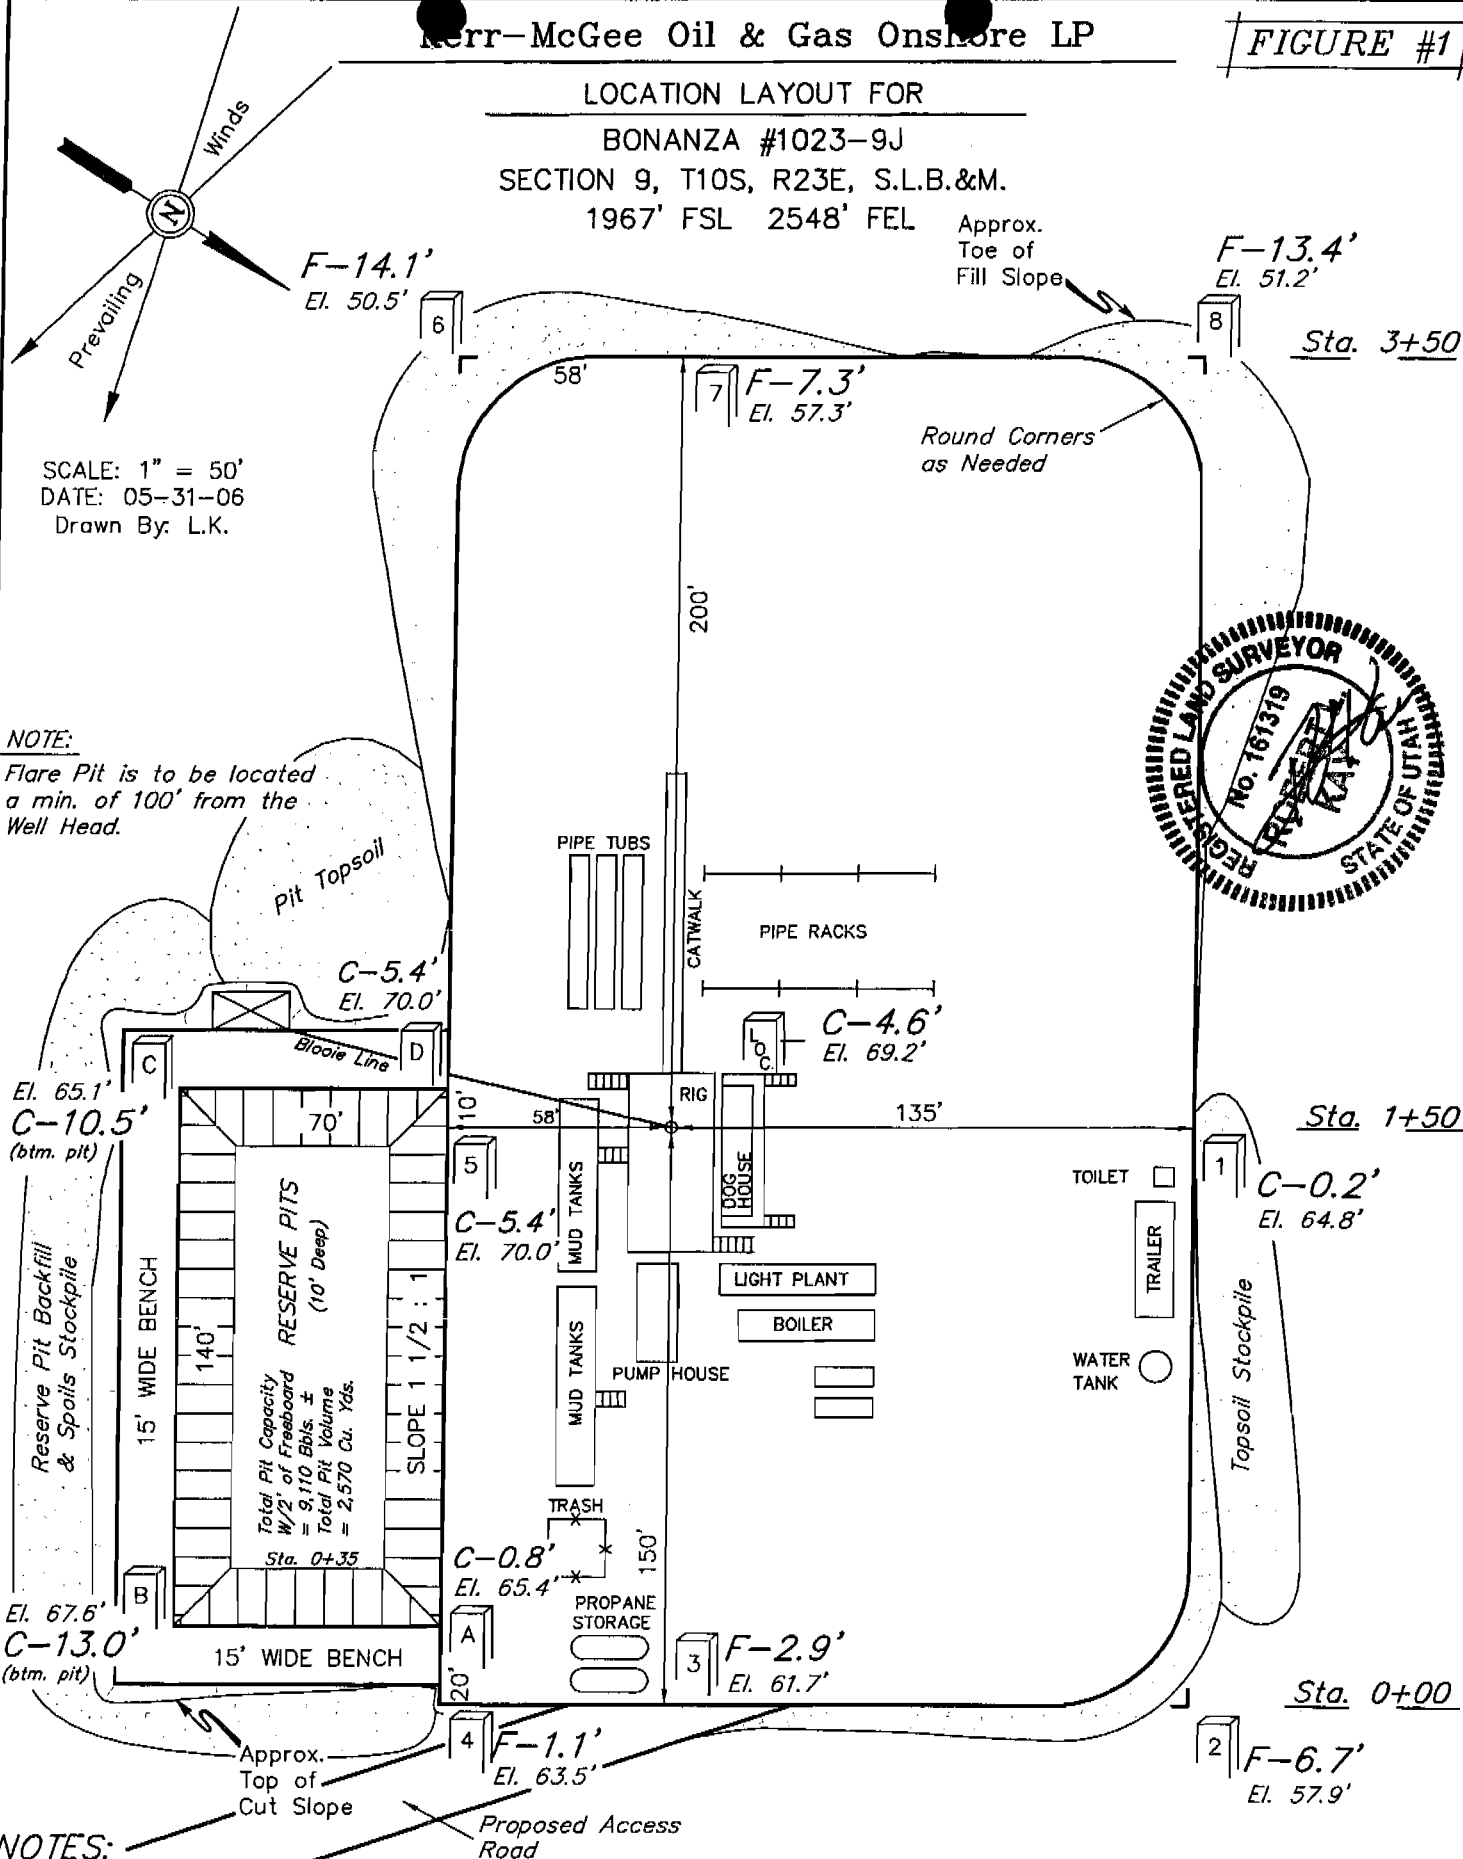 Kerr-McGee Oil & Gas Onshore LP
FIGURE #1
LOCATION LAYOUT FOR
BONANZA #1023-9J
SECTION 9, T10S, R23E, S.L.B.&M.
1967' FSL 2548' FEL
Winds
N
Prevailing
SCALE: 1" = 50'
DATE: 05-31-06
Drawn By: L.K.
Approx.
Toe of
Fill Slope
F-14.1'
El. 50.5'
6
F-13.4'
El. 51.2'
8
Sta. 3+50
58'
7
F-7.3'
El. 57.3'
Round Corners
as Needed
200'
REGISTERED LAND SURVEYOR
No. 161319
ROBERT L.
KAY
STATE OF UTAH
NOTE:
Flare Pit is to be located
a min. of 100' from the
Well Head.
Pit Topsoil
PIPE TUBS
CATWALK
PIPE RACKS
C-5.4'
El. 70.0'
D
C
Blooie Line
LOC.
C-4.6'
El. 69.2'
El. 65.1'
C-10.5'
(btm. pit)
70'
10'
58'
RIG
135'
Sta. 1+50
5
C-5.4'
El. 70.0'
MUD TANKS
DOG
HOUSE
TOILET
TRAILER
1
C-0.2'
El. 64.8'
Reserve Pit Backfill
& Spoils Stockpile
15' WIDE BENCH
140'
RESERVE PITS
(10' Deep)
Total Pit Capacity
W/2' of Freeboard
= 9,110 Bbls. ±
Total Pit Volume
= 2,570 Cu. Yds.
SLOPE 1 1/2 : 1
Sta. 0+35
MUD TANKS
LIGHT PLANT
BOILER
PUMP HOUSE
WATER
TANK
Topsoil Stockpile
TRASH
150'
C-0.8'
El. 65.4'
PROPANE
STORAGE
B
El. 67.6'
C-13.0'
(btm. pit)
15' WIDE BENCH
A
20'
3
F-2.9'
El. 61.7'
Sta. 0+00
4
F-1.1'
El. 63.5'
2
F-6.7'
El. 57.9'
Approx.
Top of
Cut Slope
Proposed Access
Road
NOTES: